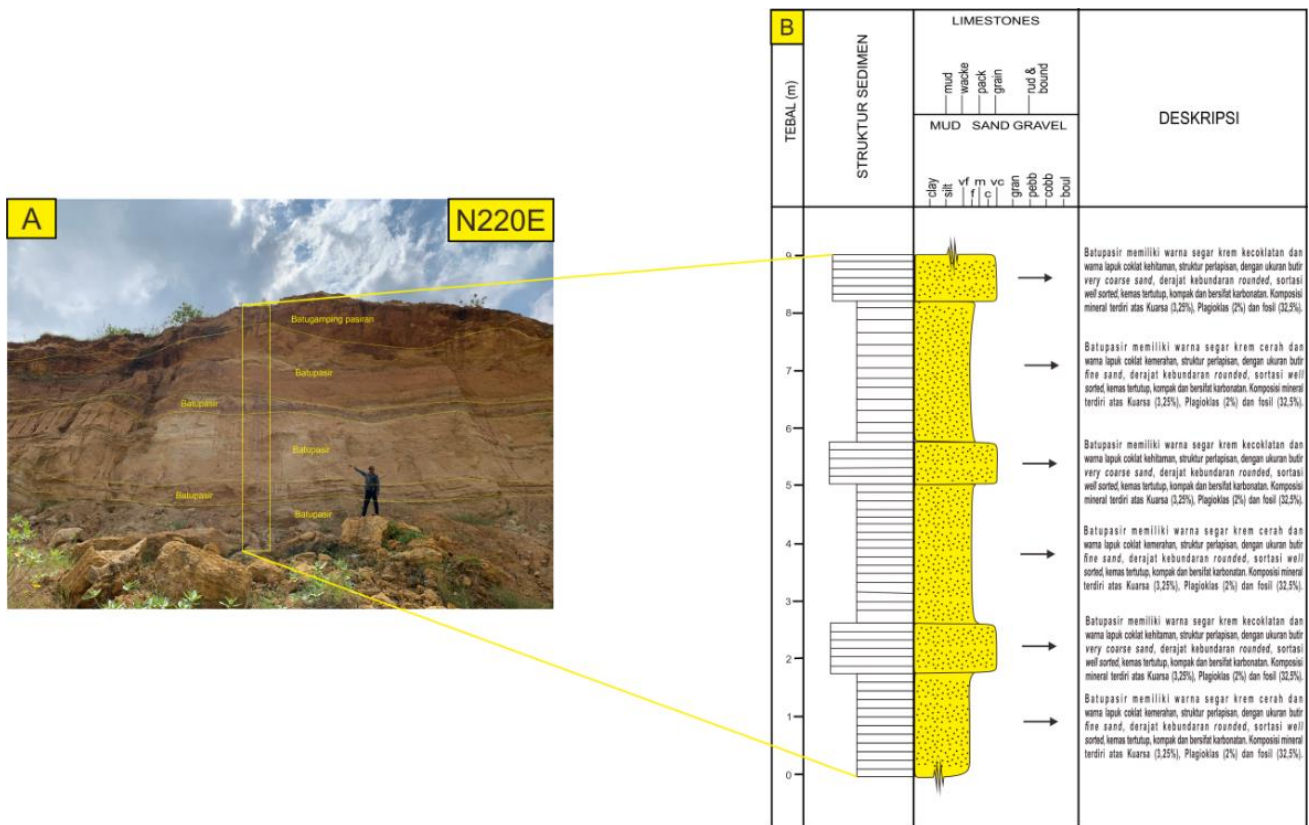 A
N220E
Batugamping pasiran
Batupasir
Batupasir
Batupasir
Batupasir
Batupasir
B
TEBAL (m)
STRUKTUR SEDIMEN
LIMESTONES
mud
wacke
pack
grain
rud & bound
MUD SAND GRAVEL
clay
silt
vf
f
m
c
vc
gran
pebb
cobb
boul
DESKRIPSI
9
8
7
6
5
4
3
2
1
0
Batupasir memiliki warna segar krem kecoklatan dan
warna lapuk coklat kehitaman, struktur perlapisan, dengan ukuran butir
very coarse sand, derajat kebundaran rounded, sortasi
well sorted, kemas tertutup, kompak dan bersifat karbonatan. Komposisi
mineral terdiri atas Kuarsa (3,25%), Plagioklas (2%) dan fosil (32,5%).
Batupasir memiliki warna segar krem cerah dan
warna lapuk coklat kemerahan, struktur perlapisan, dengan ukuran butir
fine sand, derajat kebundaran rounded, sortasi well
sorted, kemas tertutup, kompak dan bersifat karbonatan. Komposisi mineral
terdiri atas Kuarsa (3,25%), Plagioklas (2%) dan fosil (32,5%).
Batupasir memiliki warna segar krem kecoklatan dan
warna lapuk coklat kehitaman, struktur perlapisan, dengan ukuran butir
very coarse sand, derajat kebundaran rounded, sortasi
well sorted, kemas tertutup, kompak dan bersifat karbonatan. Komposisi
mineral terdiri atas Kuarsa (3,25%), Plagioklas (2%) dan fosil (32,5%).
Batupasir memiliki warna segar krem cerah dan
warna lapuk coklat kemerahan, struktur perlapisan, dengan ukuran butir
fine sand, derajat kebundaran rounded, sortasi well
sorted, kemas tertutup, kompak dan bersifat karbonatan. Komposisi mineral
terdiri atas Kuarsa (3,25%), Plagioklas (2%) dan fosil (32,5%).
Batupasir memiliki warna segar krem kecoklatan dan
warna lapuk coklat kehitaman, struktur perlapisan, dengan ukuran butir
very coarse sand, derajat kebundaran rounded, sortasi
well sorted, kemas tertutup, kompak dan bersifat karbonatan. Komposisi
mineral terdiri atas Kuarsa (3,25%), Plagioklas (2%) dan fosil (32,5%).
Batupasir memiliki warna segar krem cerah dan
warna lapuk coklat kemerahan, struktur perlapisan, dengan ukuran butir
fine sand, derajat kebundaran rounded, sortasi well
sorted, kemas tertutup, kompak dan bersifat karbonatan. Komposisi mineral
terdiri atas Kuarsa (3,25%), Plagioklas (2%) dan fosil (32,5%).